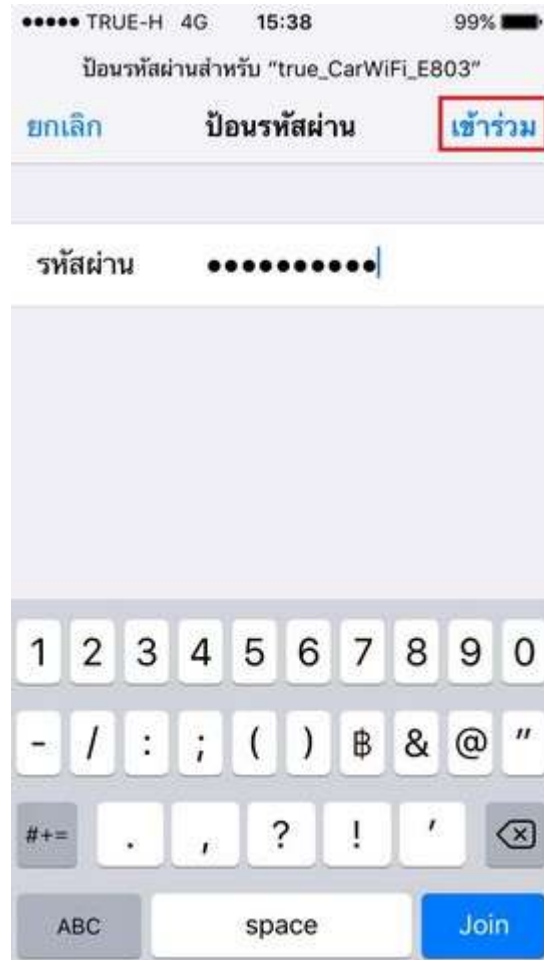 TRUE-H 4G 15:38 99%
ป้อนรหัสผ่านสำหรับ “true_CarWiFi_E803”
ยกเลิก ป้อนรหัสผ่าน เข้าร่วม
รหัสผ่าน ●●●●●●●●●●
1 2 3 4 5 6 7 8 9 0
- / : ; ( ) ฿ & @ "
#+= . , ? ! '
ABC space Join